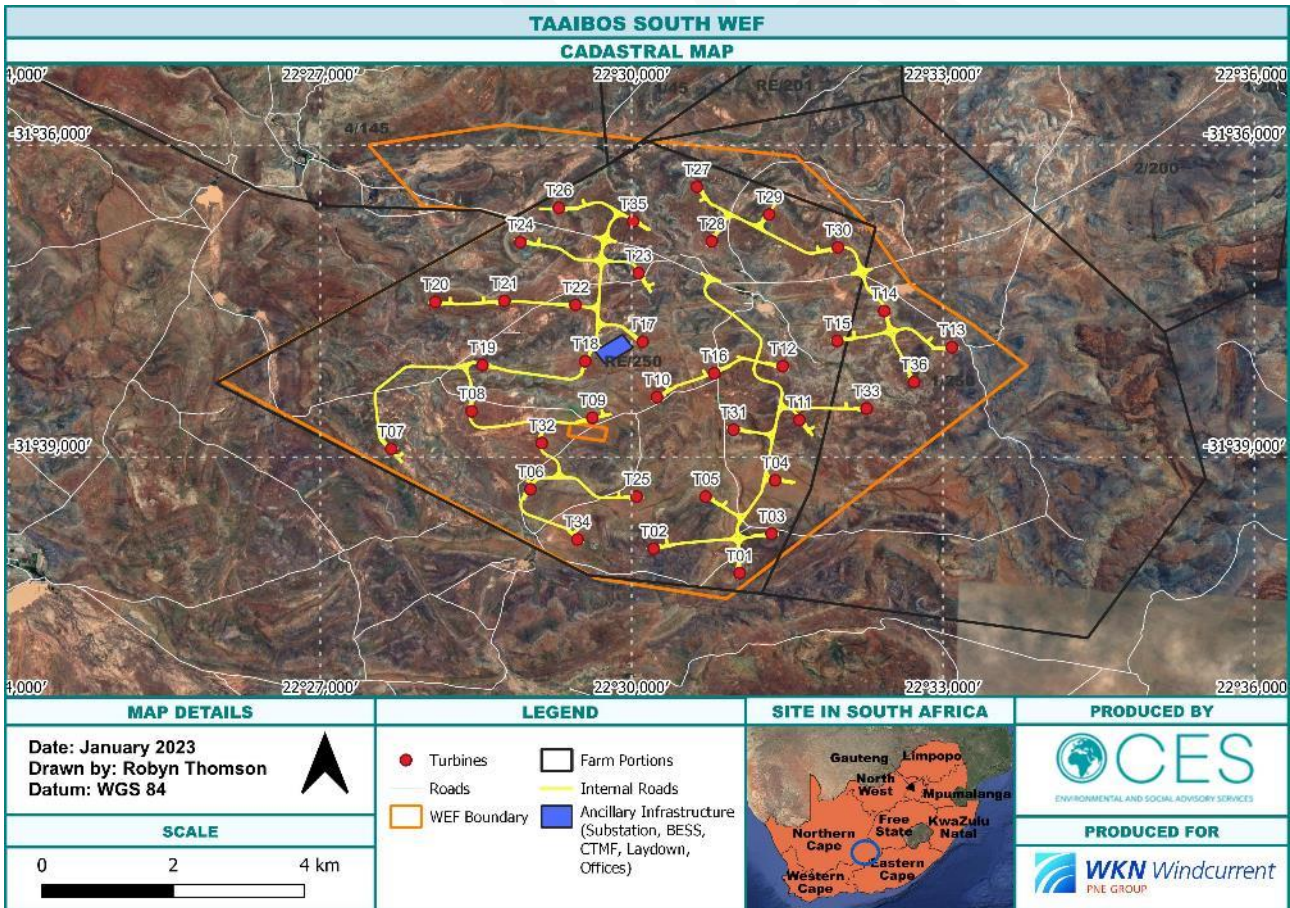 TAAIBOS SOUTH WEF
CADASTRAL MAP
4,000'
22°27,000'
22°30,000'
22°33,000'
22°36,000'
RE/201
4/145
-31°36,000'
-31°36,000'
2/200
T27
T26
T29
T35
T24
T28
T30
T23
T20
T21
T22
T14
T17
T15
T13
T18
RE/250
T19
T16
T12
T36
T10
T08
T09
T11
T33
T32
T31
T07
-31°39,000'
-31°39,000'
T06
T25
T05
T04
T34
T02
T03
T01
4,000'
22°27,000'
22°30,000'
22°33,000'
22°36,000'
MAP DETAILS
Date: January 2023
Drawn by: Robyn Thomson
Datum: WGS 84
SCALE
0 2 4 km
LEGEND
Turbines
Roads
WEF Boundary
Farm Portions
Internal Roads
Ancillary Infrastructure
(Substation, BESS,
CTMF, Laydown,
Offices)
SITE IN SOUTH AFRICA
Gauteng
Limpopo
North
West
Mpumalanga
Free
State
KwaZulu
Natal
Northern
Cape
Eastern
Cape
Western
Cape
PRODUCED BY
CES
ENVIRONMENTAL AND SOCIAL ADVISORY SERVICES
PRODUCED FOR
WKN Windcurrent
PNE GROUP